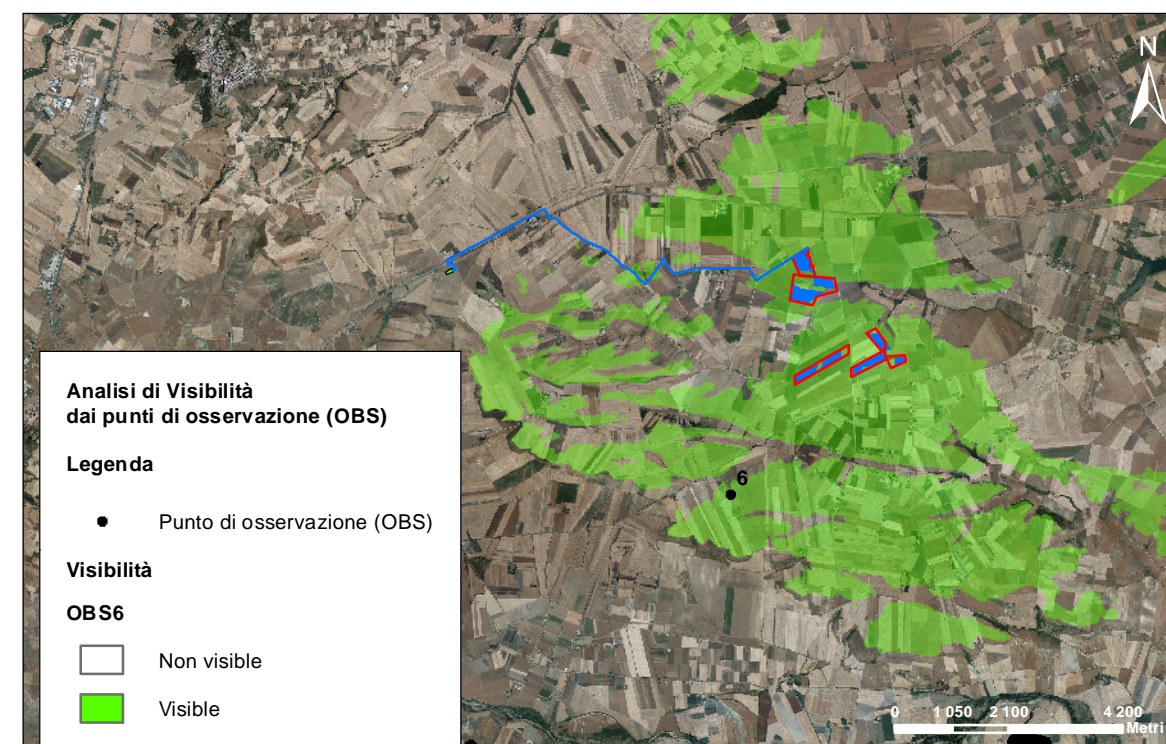 N
6
Analisi di Visibilità
dai punti di osservazione (OBS)
Legenda
Punto di osservazione (OBS)
Visibilità
OBS6
Non visible
Visible
0 1 050 2 100 4 200
Metri